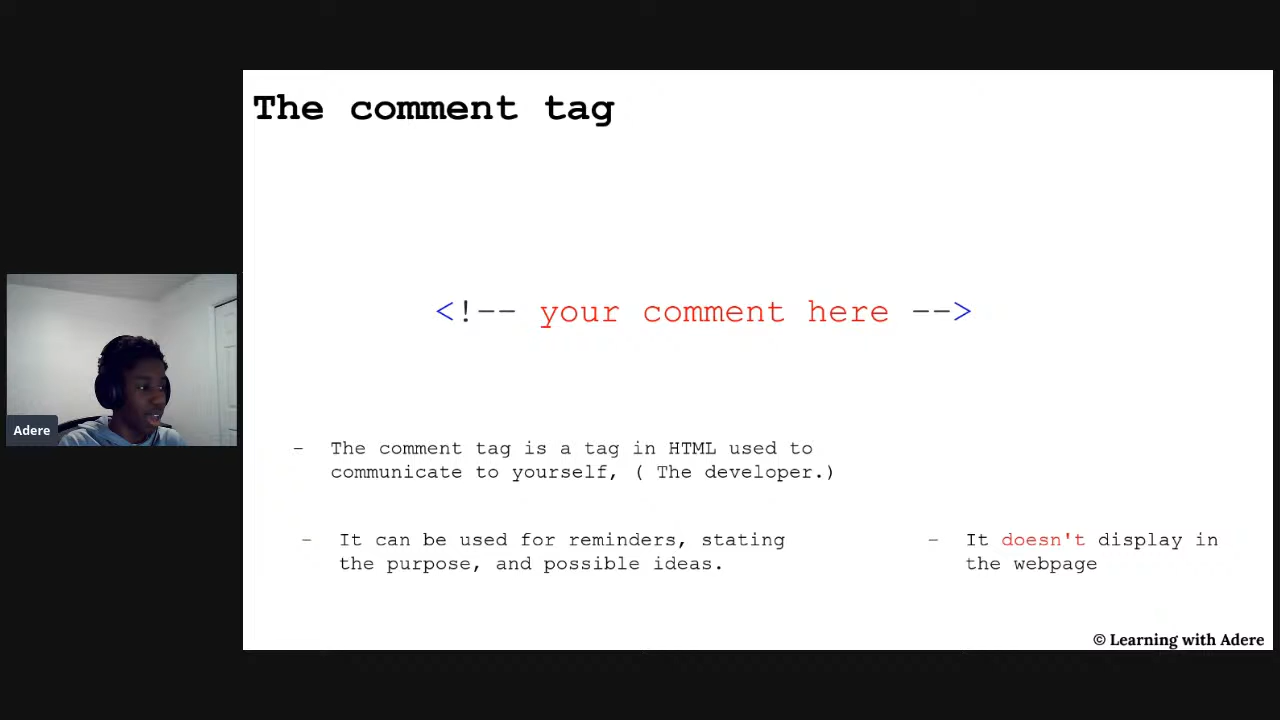 The comment tag
<!-- your comment here -->
Adere
- The comment tag is a tag in HTML used to
communicate to yourself, ( The developer.)
- It can be used for reminders, stating
the purpose, and possible ideas.
- It doesn't display in
the webpage
© Learning with Adere